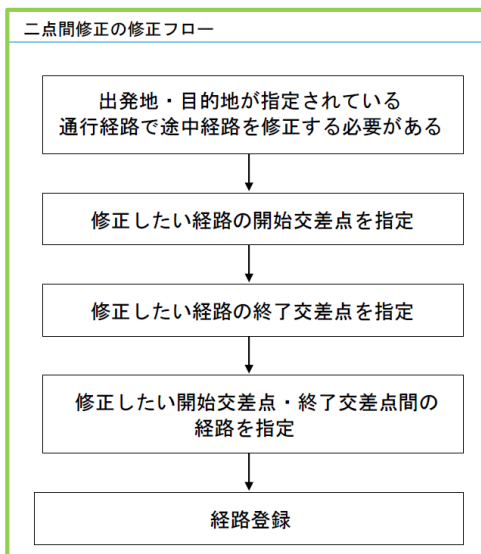 二点間修正の修正フロー
出発地・目的地が指定されている
通行経路で途中経路を修正する必要がある
修正したい経路の開始交差点を指定
修正したい経路の終了交差点を指定
修正したい開始交差点・終了交差点間の
経路を指定
経路登録